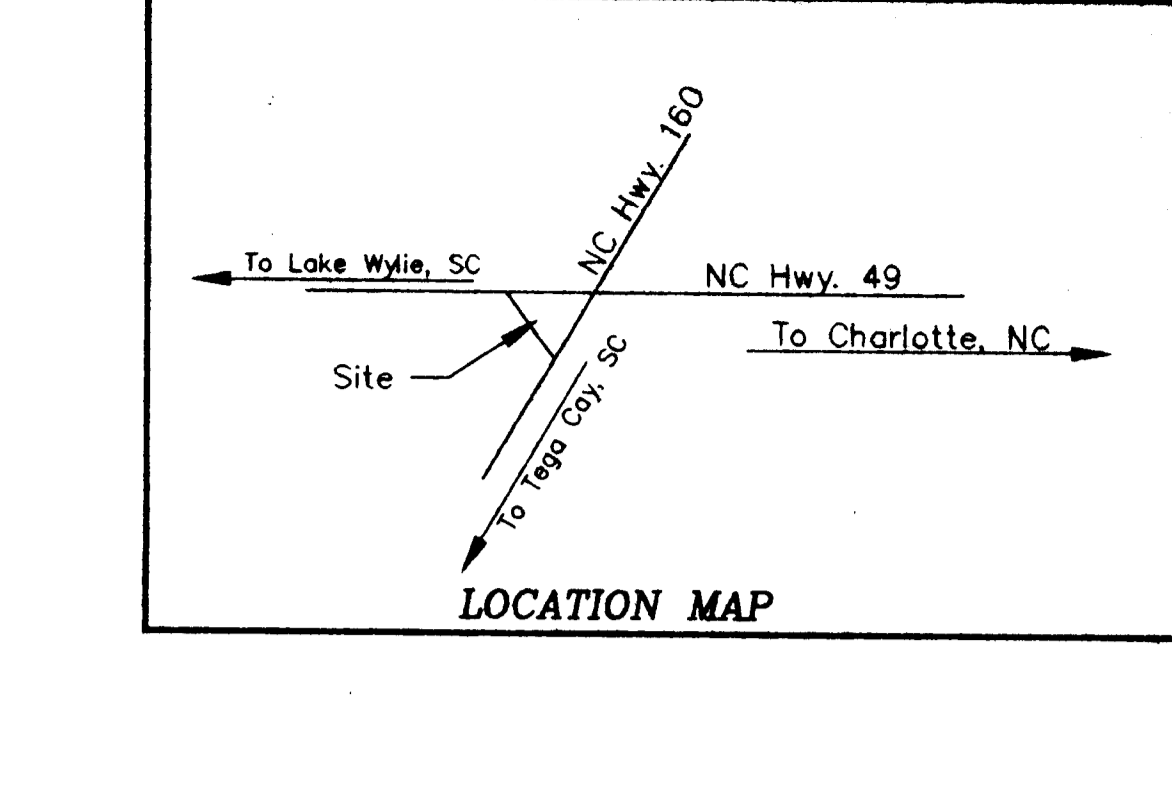 NC Hwy. 160
To Lake Wylie, SC
NC Hwy. 49
To Charlotte, NC
Site
To Tega Cay, SC
LOCATION MAP